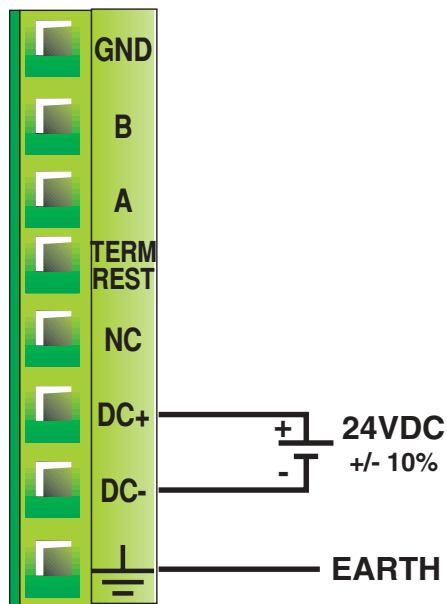 GND
B
A
TERM
REST
NC
DC+
DC-
+
-
24VDC
+/- 10%
EARTH